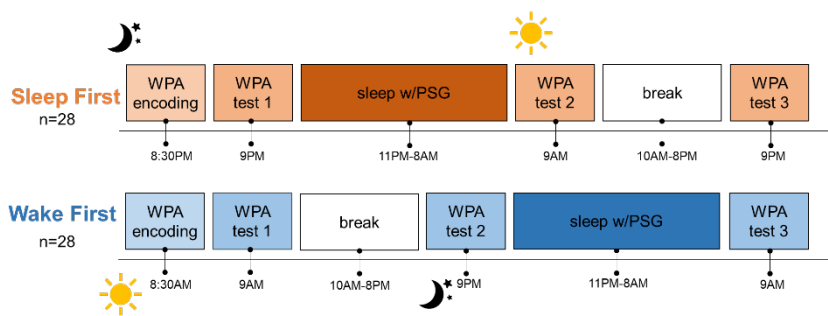 WPA encoding
WPA test 1
sleep w/PSG
WPA test 2
break
WPA test 3
Sleep First
n=28
8:30PM
9PM
11PM-8AM
9AM
10AM-8PM
9PM
WPA encoding
WPA test 1
break
WPA test 2
sleep w/PSG
WPA test 3
Wake First
n=28
8:30AM
9AM
10AM-8PM
9PM
11PM-8AM
9AM